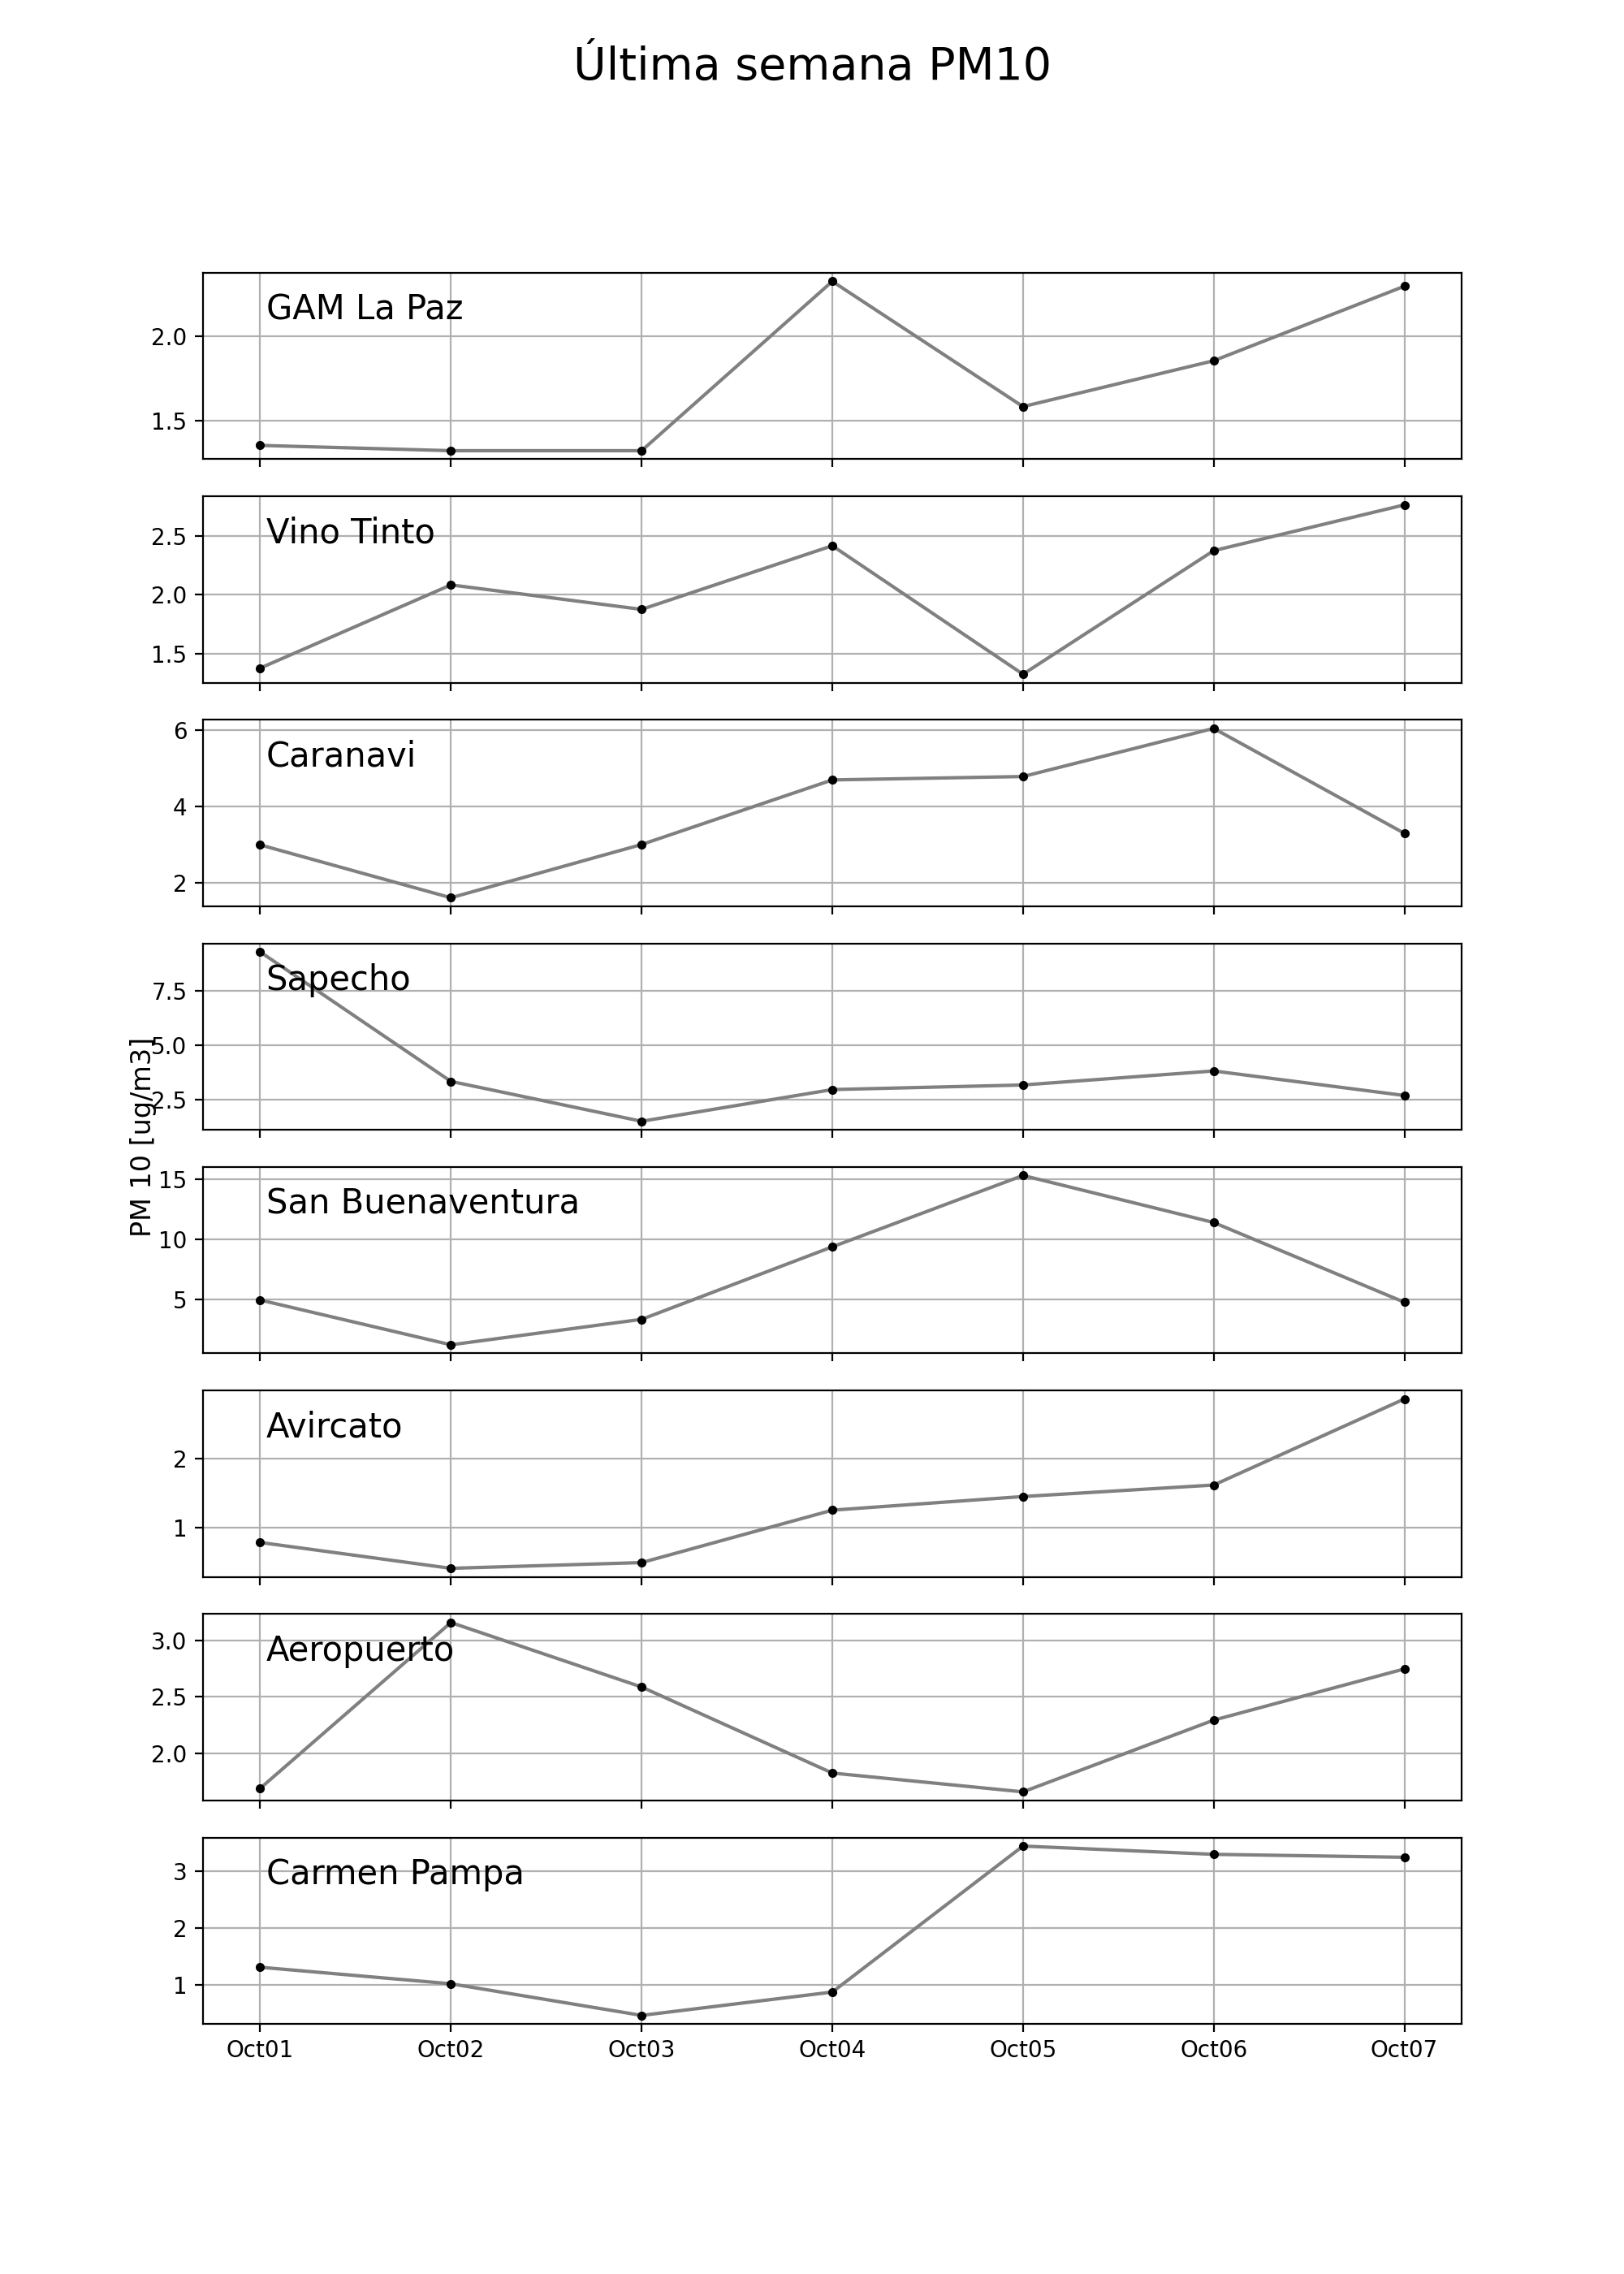 Última semana PM10
GAM La Paz
2.0
1.5
Vino Tinto
2.5
2.0
1.5
Caranavi
6
4
2
Sapecho
7.5
5.0
2.5
PM 10 [ug/m3]
San Buenaventura
15
10
5
Avircato
2
1
Aeropuerto
3.0
2.5
2.0
Carmen Pampa
3
2
1
Oct01 Oct02 Oct03 Oct04 Oct05 Oct06 Oct07